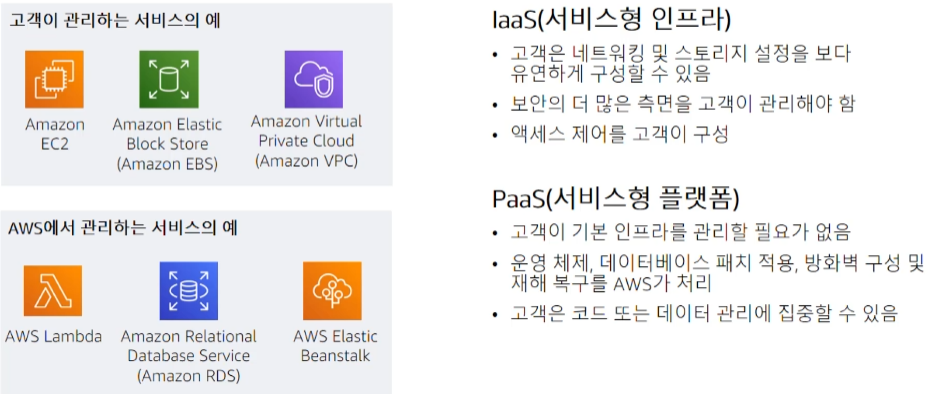 고객이 관리하는 서비스의 예
Amazon
EC2
Amazon Elastic
Block Store
(Amazon EBS)
Amazon Virtual
Private Cloud
(Amazon VPC)
AWS에서 관리하는 서비스의 예
AWS Lambda
Amazon Relational
Database Service
(Amazon RDS)
AWS Elastic
Beanstalk
IaaS(서비스형 인프라)
• 고객은 네트워킹 및 스토리지 설정을 보다
유연하게 구성할 수 있음
• 보안의 더 많은 측면을 고객이 관리해야 함
• 액세스 제어를 고객이 구성
PaaS(서비스형 플랫폼)
• 고객이 기본 인프라를 관리할 필요가 없음
• 운영 체제, 데이터베이스 패치 적용, 방화벽 구성 및
재해 복구를 AWS가 처리
• 고객은 코드 또는 데이터 관리에 집중할 수 있음